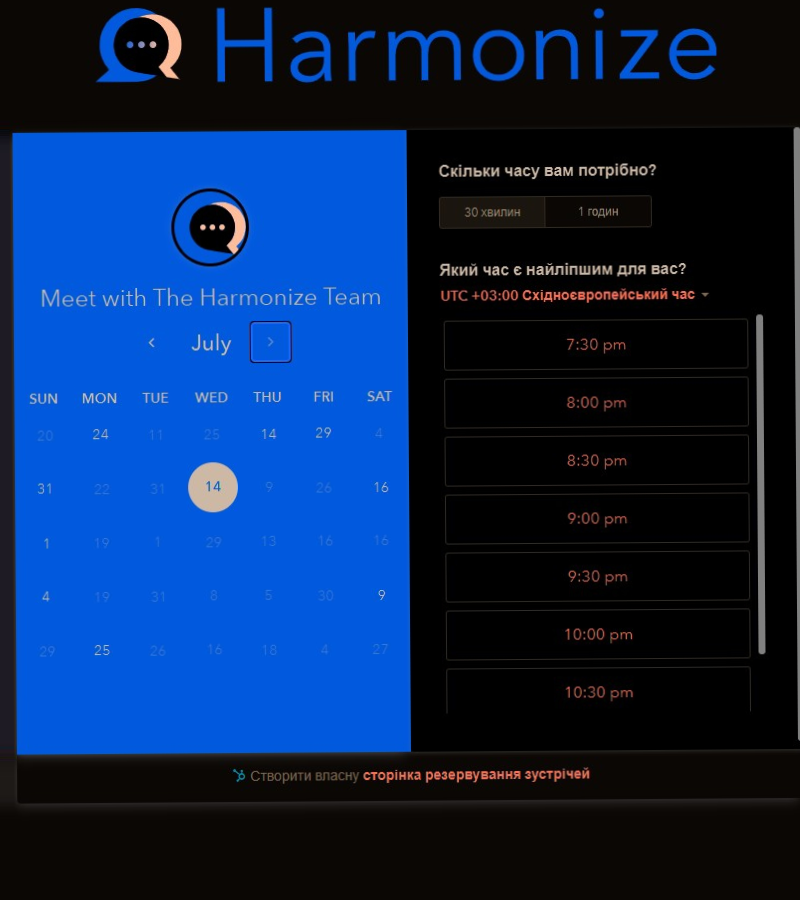 Harmonize
Meet with The Harmonize Team
July
SUN MON TUE WED THU FRI SAT
20 24 11 25 14 29 4
31 22 31 14 9 26 16
1 19 1 29 13 16 16
4 19 31 8 5 30 9
29 25 26 16 18 4 27
Скільки часу вам потрібно?
30 хвилин 1 годин
Який час є найліпшим для вас?
UTC +03:00 Східноєвропейський час
7:30 pm
8:00 pm
8:30 pm
9:00 pm
9:30 pm
10:00 pm
10:30 pm
Створити власну сторінка резервування зустрічей